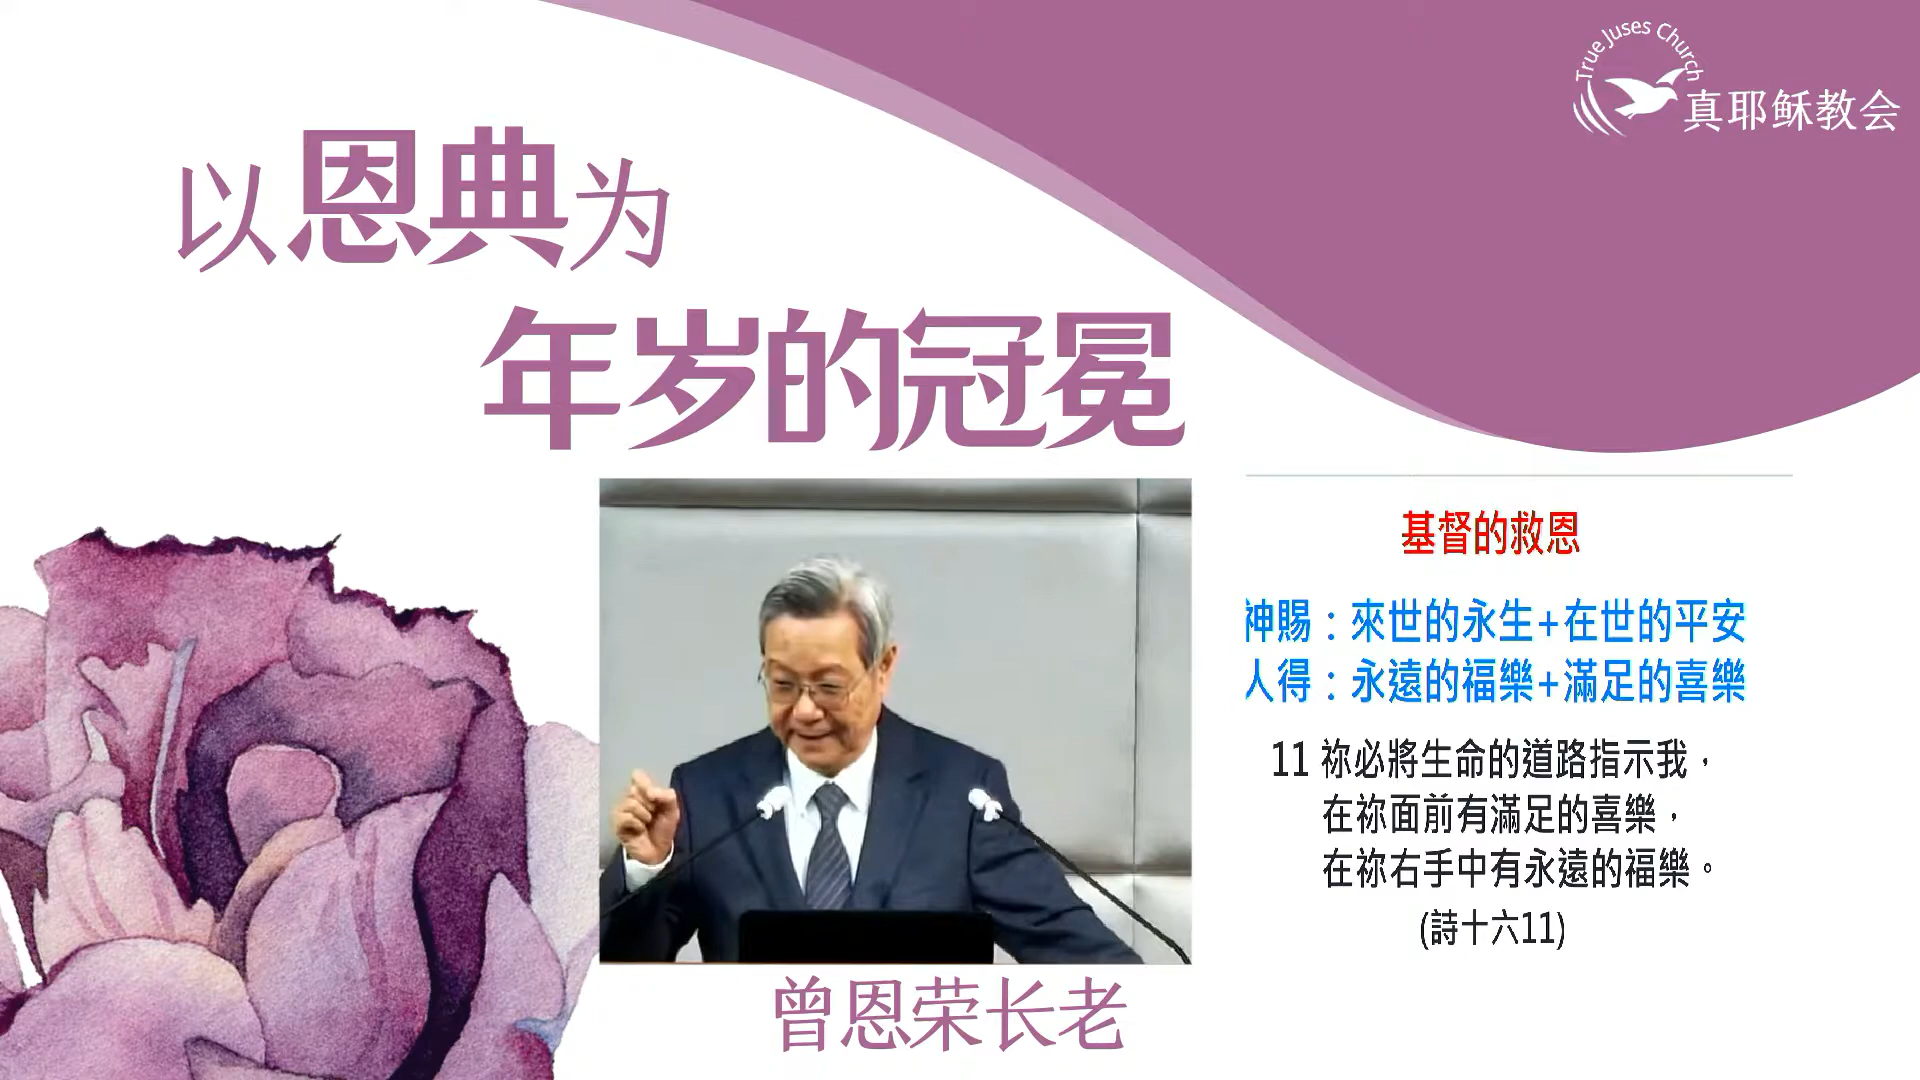 True Juses Church
真耶稣教会
以恩典为
年岁的冠冕
基督的救恩
神賜：來世的永生+在世的平安
人得：永遠的福樂+滿足的喜樂
11 祢必將生命的道路指示我，
在祢面前有滿足的喜樂，
在祢右手中有永遠的福樂。
(詩十六11)
曾恩荣长老